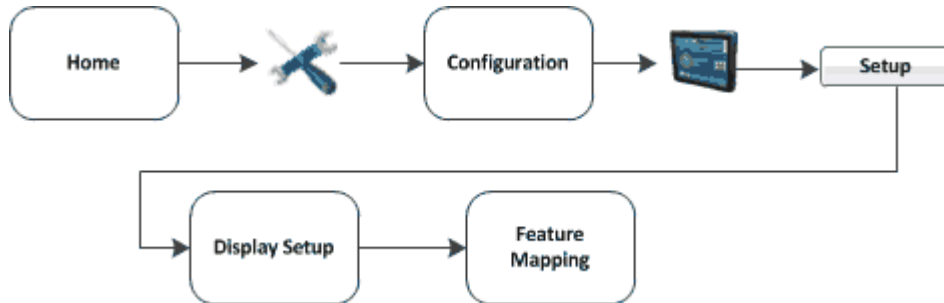 Home
Configuration
Setup
Display Setup
Feature
Mapping